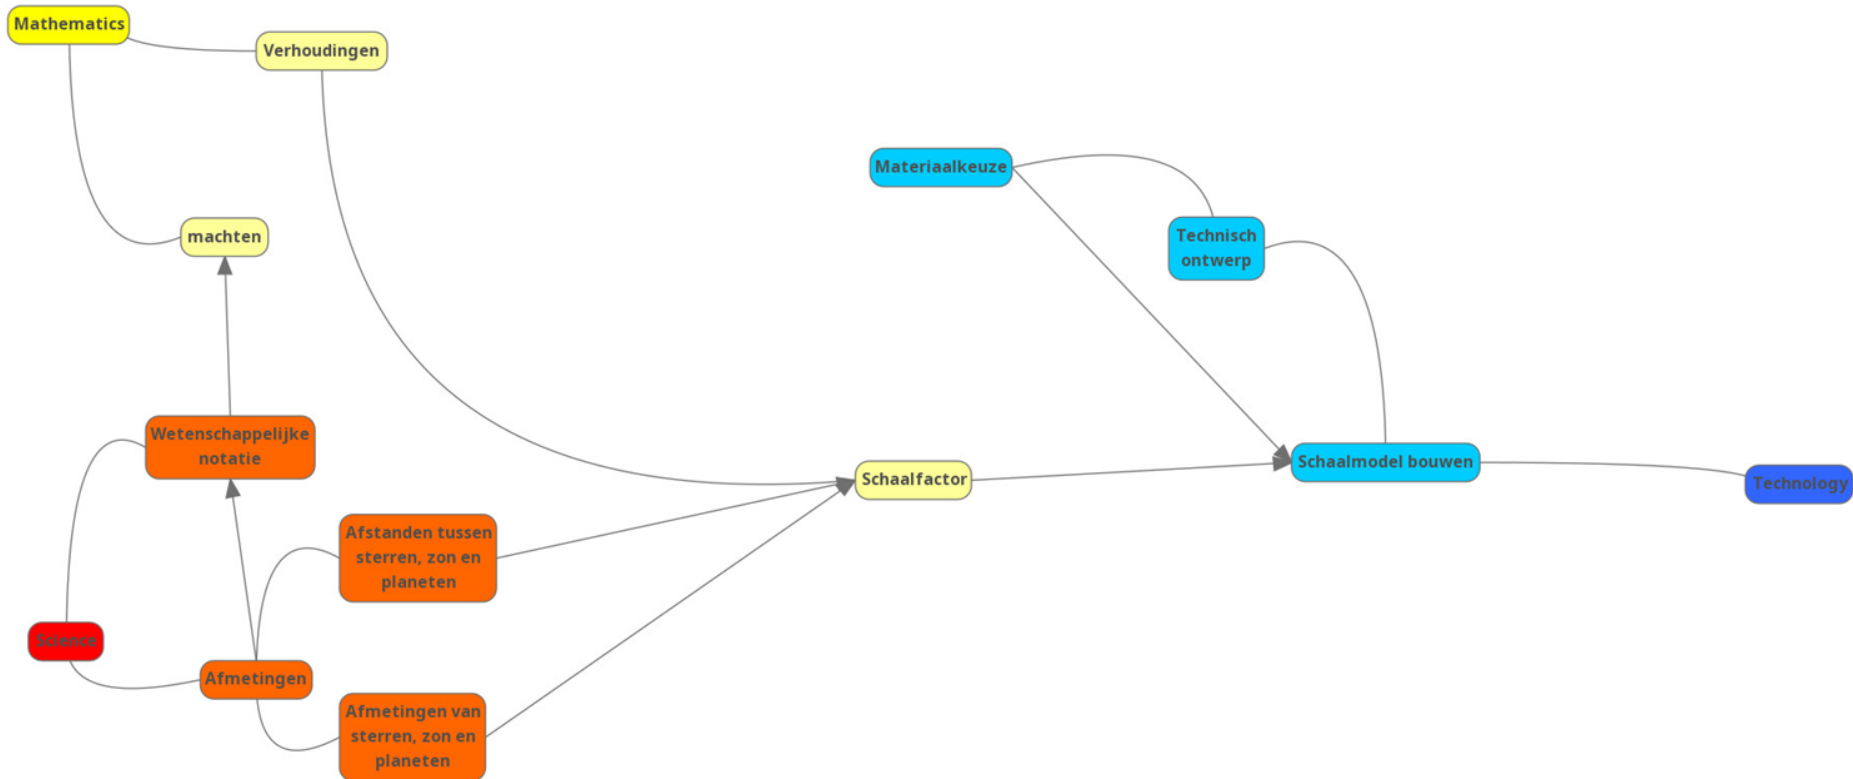 Mathematics
Verhoudingen
Materiaalkeuze
Technisch
ontwerp
machten
Wetenschappelijke
notatie
Schaalmodel bouwen
Schaalfactor
Technology
Afstanden tussen
sterren, zon en
planeten
Science
Afmetingen
Afmetingen van
sterren, zon en
planeten